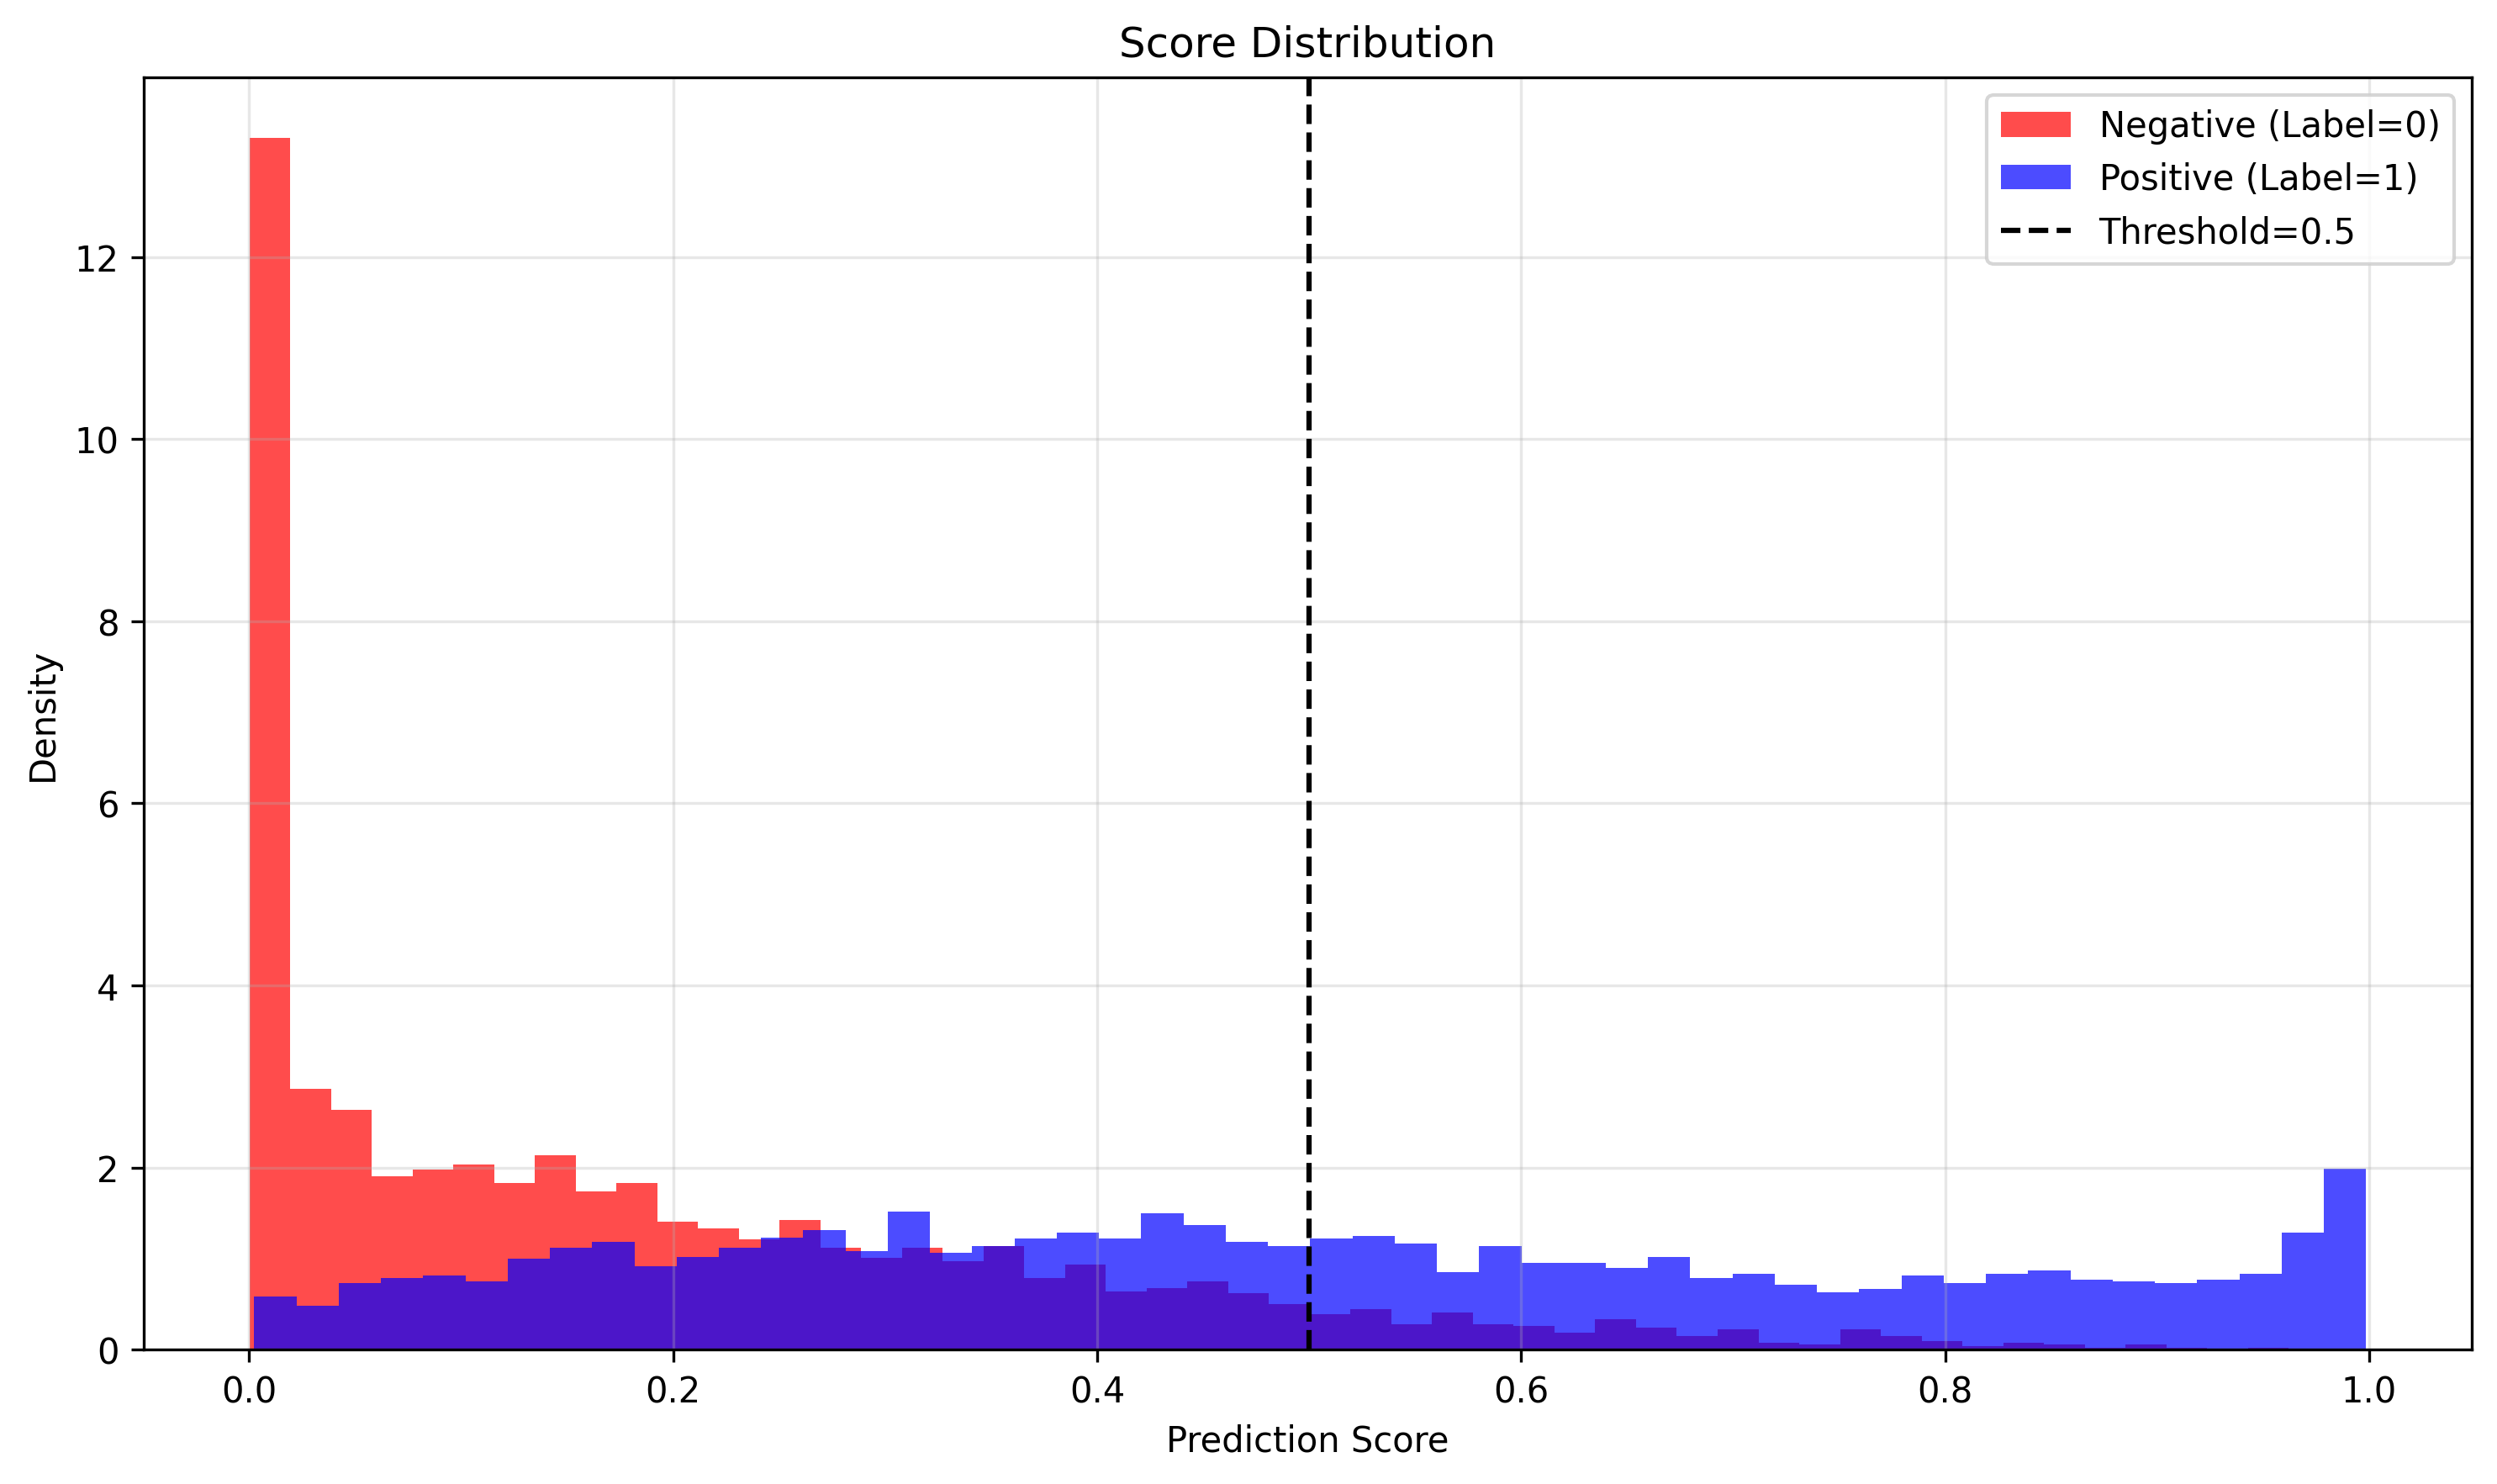 Score Distribution
Negative (Label=0)
Positive (Label=1)
Threshold=0.5
Density
12
10
8
6
4
2
0
0.0 0.2 0.4 0.6 0.8 1.0
Prediction Score